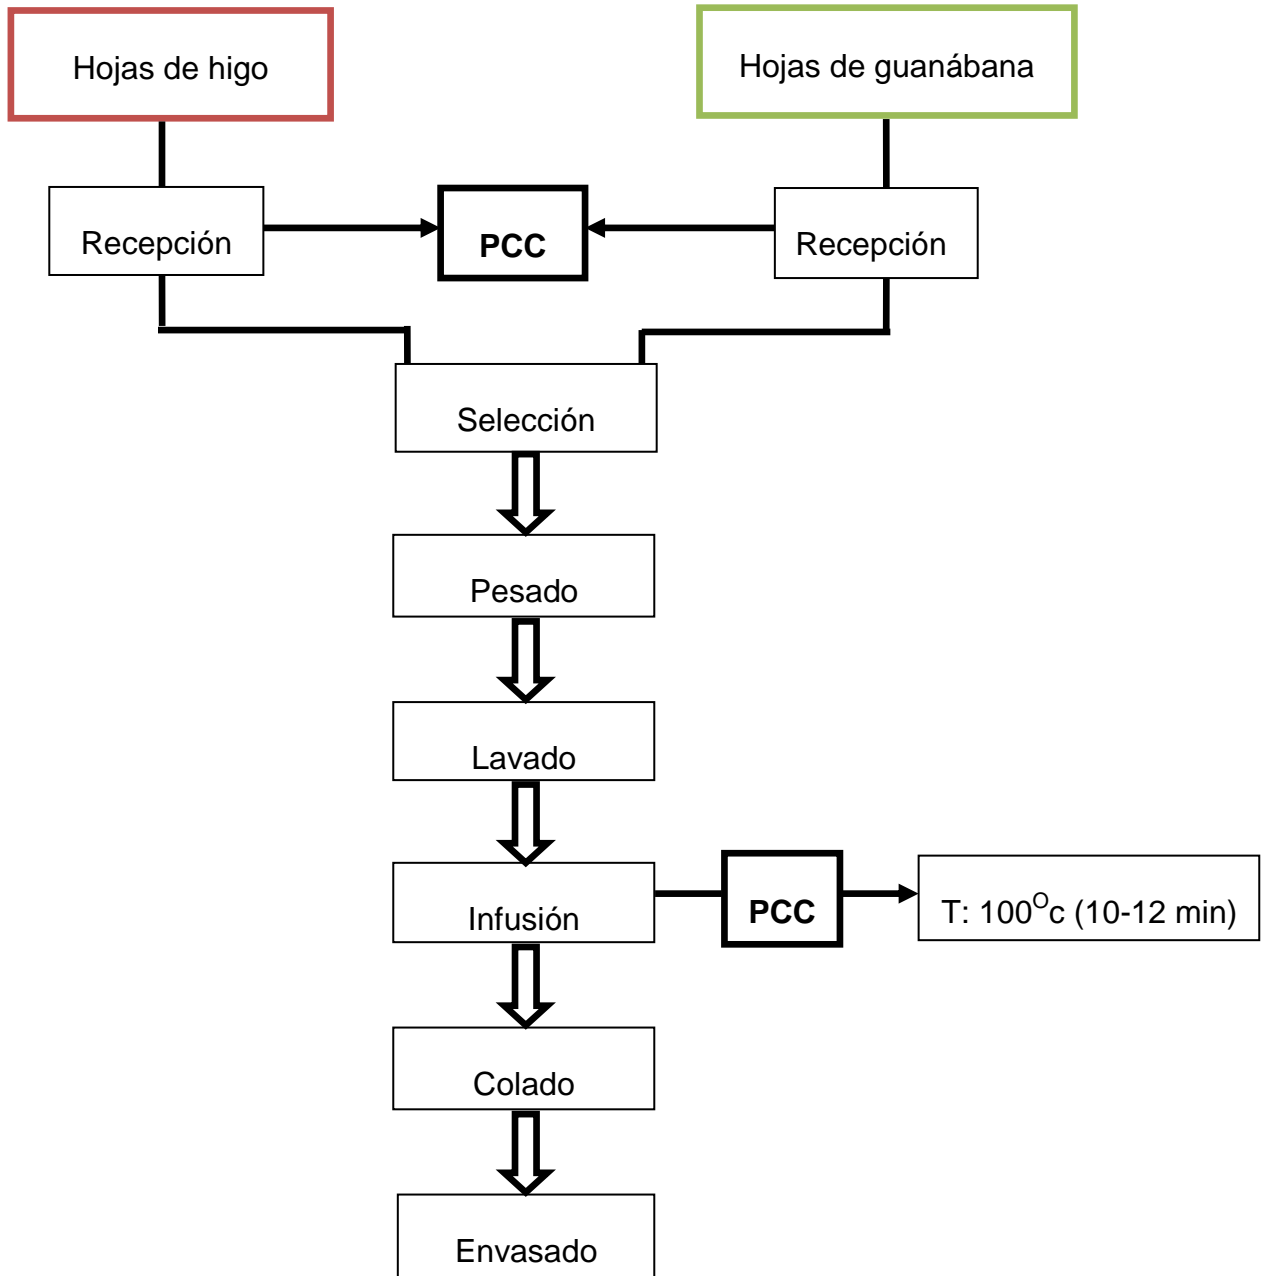 Hojas de higo
Hojas de guanábana
Recepción
PCC
Recepción
Selección
Pesado
Lavado
Infusión
PCC
T: 100ºc (10-12 min)
Colado
Envasado